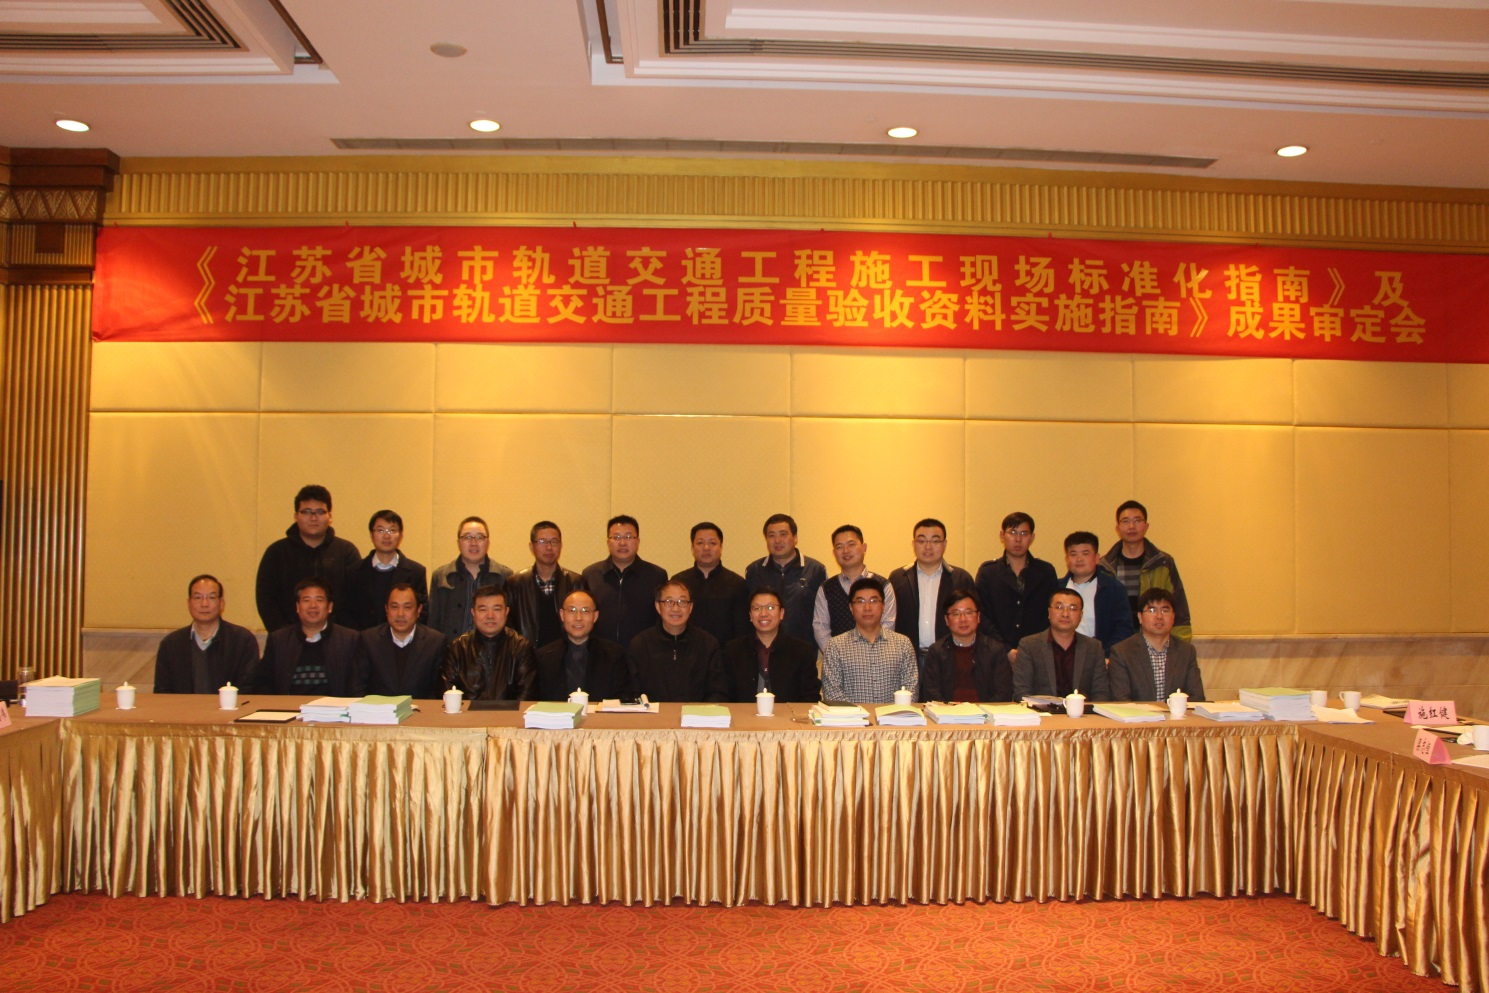 《江苏省城市轨道交通工程施工现场标准化指南》及
《江苏省城市轨道交通工程质量验收资料实施指南》成果审定会
施红健